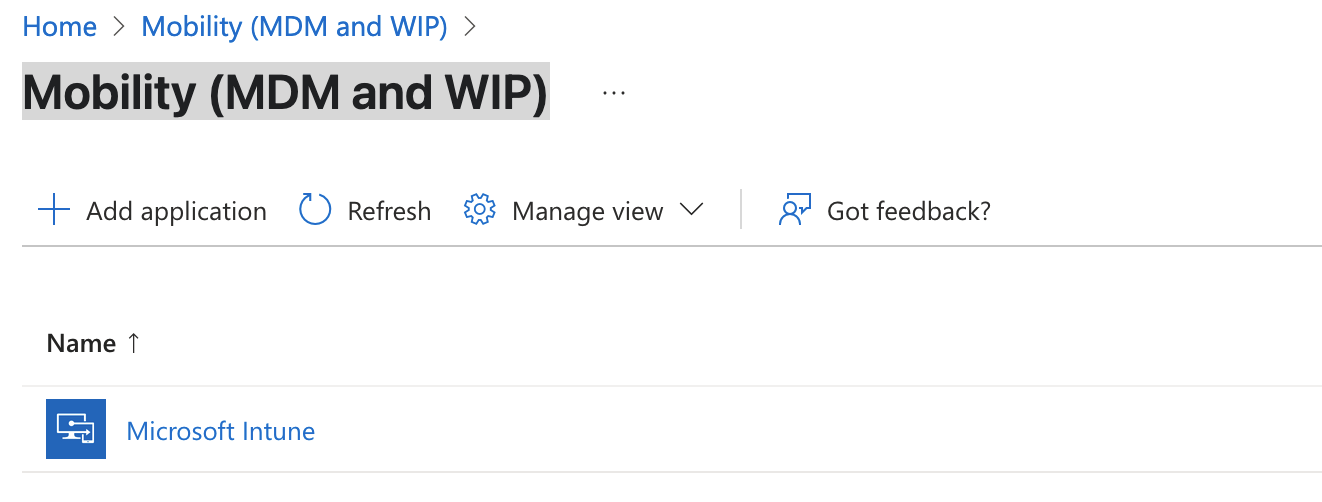 Home > Mobility (MDM and WIP) >
Mobility (MDM and WIP) ...
Add application Refresh Manage view Got feedback?
Name ↑
Microsoft Intune